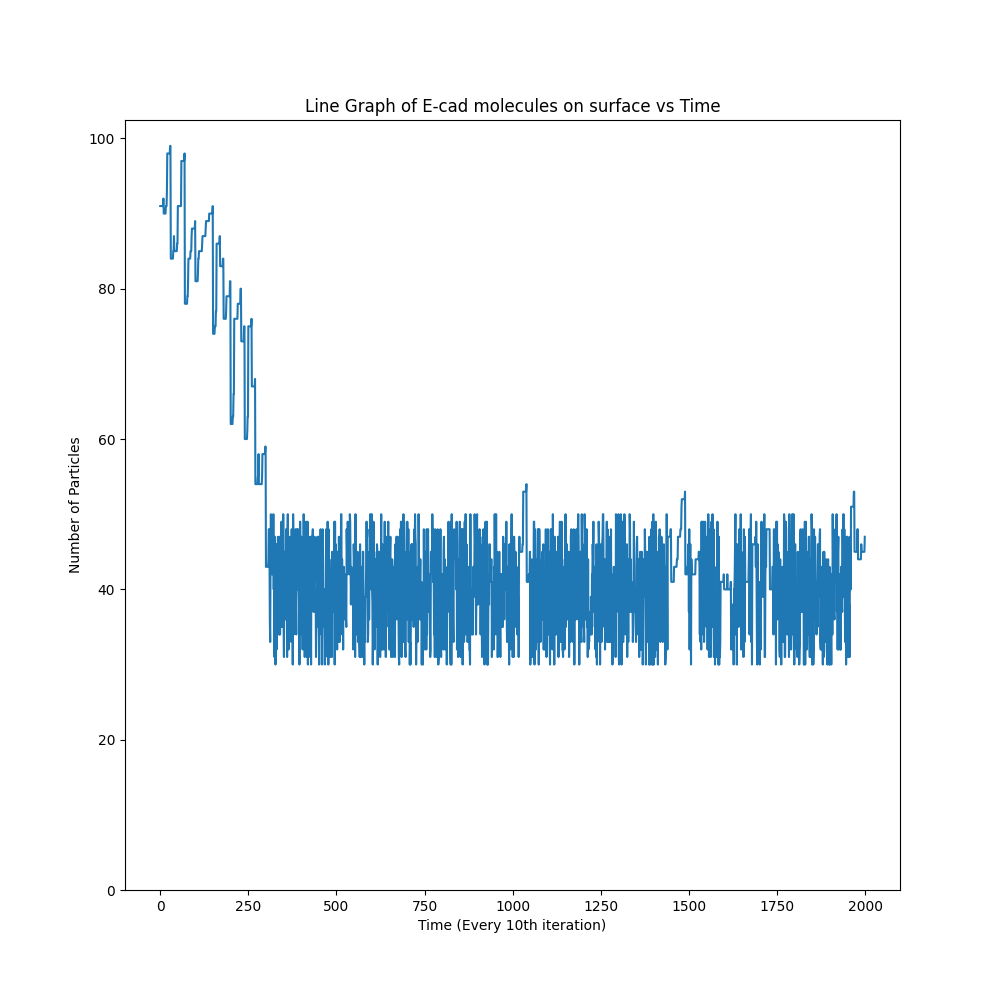 Line Graph of E-cad molecules on surface vs Time
100
80
60
40
20
0
Number of Particles
0 250 500 750 1000 1250 1500 1750 2000
Time (Every 10th iteration)